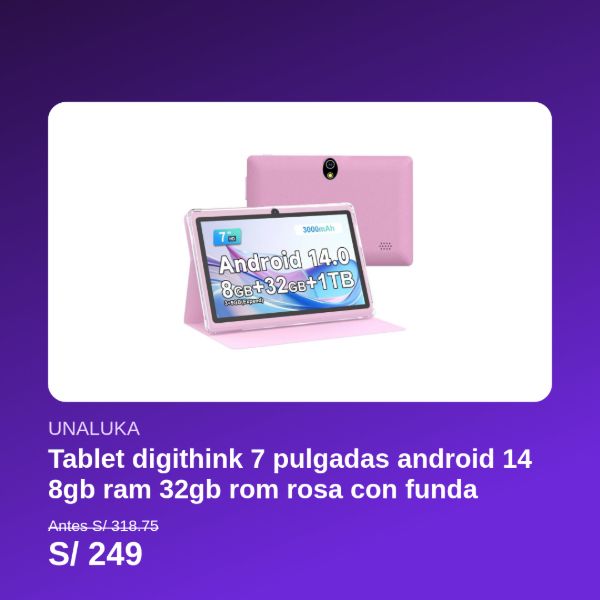 7" HD
3000mAh
Android 14.0
8GB+32GB+1TB
UNALUKA
Tablet digithink 7 pulgadas android 14
8gb ram 32gb rom rosa con funda
Antes S/ 318.75
S/ 249